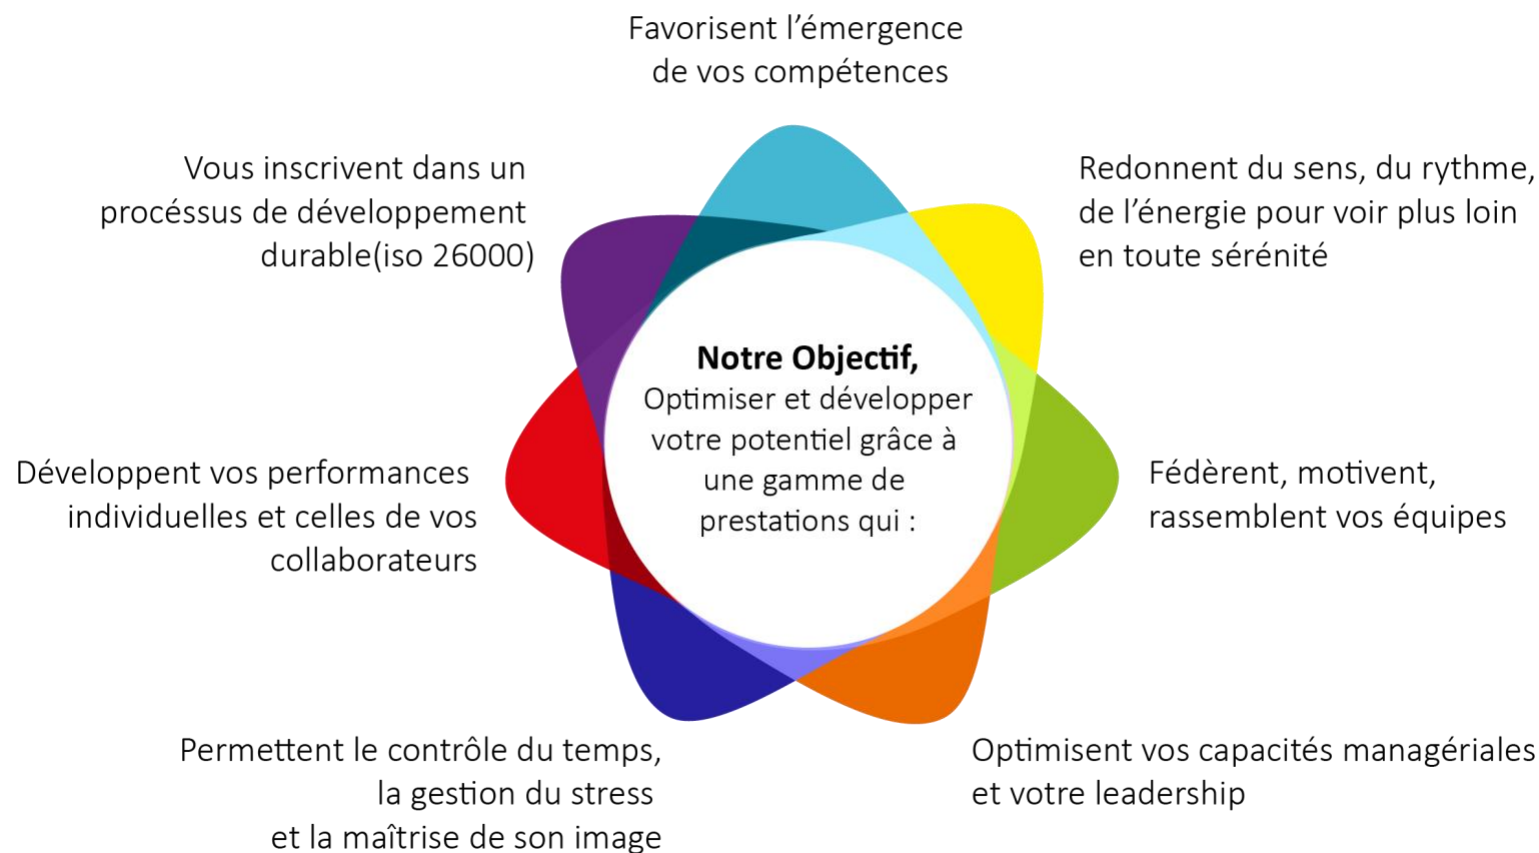 Favorisent l’émergence
de vos compétences
Redonnent du sens, du rythme,
de l’énergie pour voir plus loin
en toute sérénité
Fédèrent, motivent,
rassemblent vos équipes
Optimisent vos capacités managériales
et votre leadership
Permettent le contrôle du temps,
la gestion du stress
et la maîtrise de son image
Développent vos performances
individuelles et celles de vos
collaborateurs
Vous inscrivent dans un
procéssus de développement
durable(iso 26000)
Notre Objectif,
Optimiser et développer
votre potentiel grâce à
une gamme de
prestations qui :